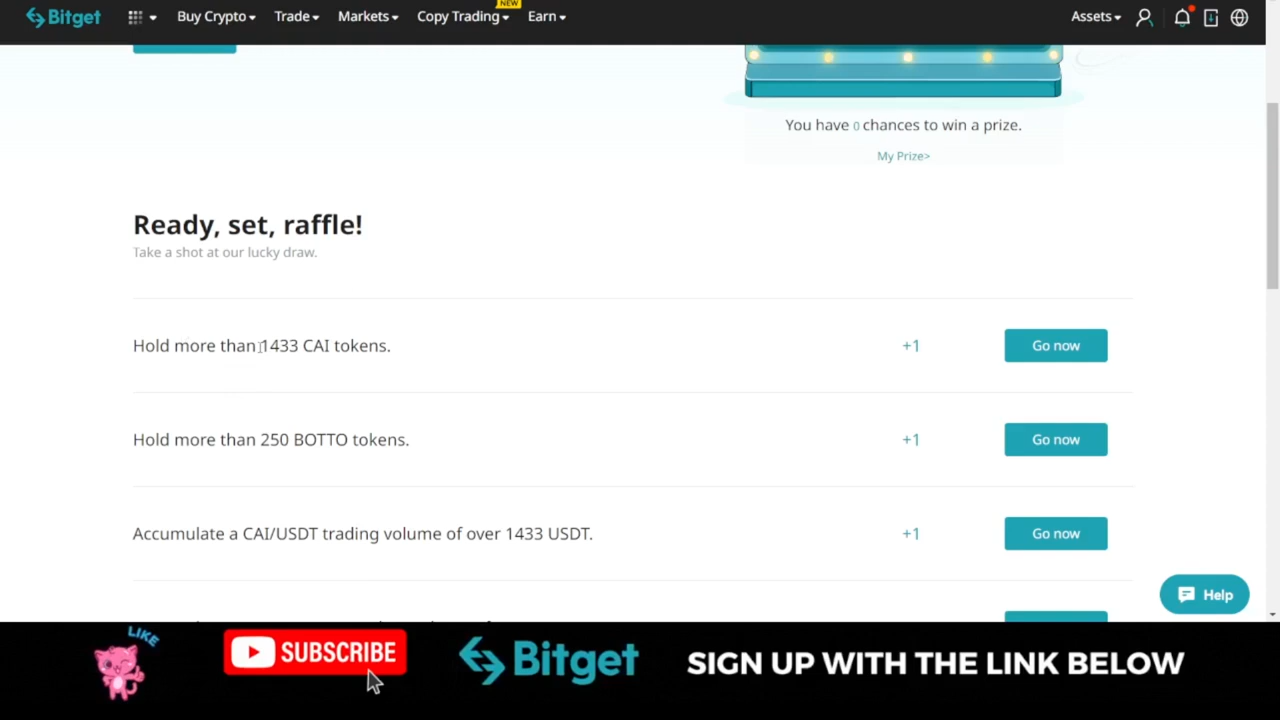 Bitget
Buy Crypto
Trade
Markets
Copy Trading
NEW
Earn
Assets
You have 0 chances to win a prize.
My Prize>
Ready, set, raffle!
Take a shot at our lucky draw.
Hold more than 1433 CAI tokens.
+1
Go now
Hold more than 250 BOTTO tokens.
+1
Go now
Accumulate a CAI/USDT trading volume of over 1433 USDT.
+1
Go now
Help
LIKE
SUBSCRIBE
Bitget
SIGN UP WITH THE LINK BELOW